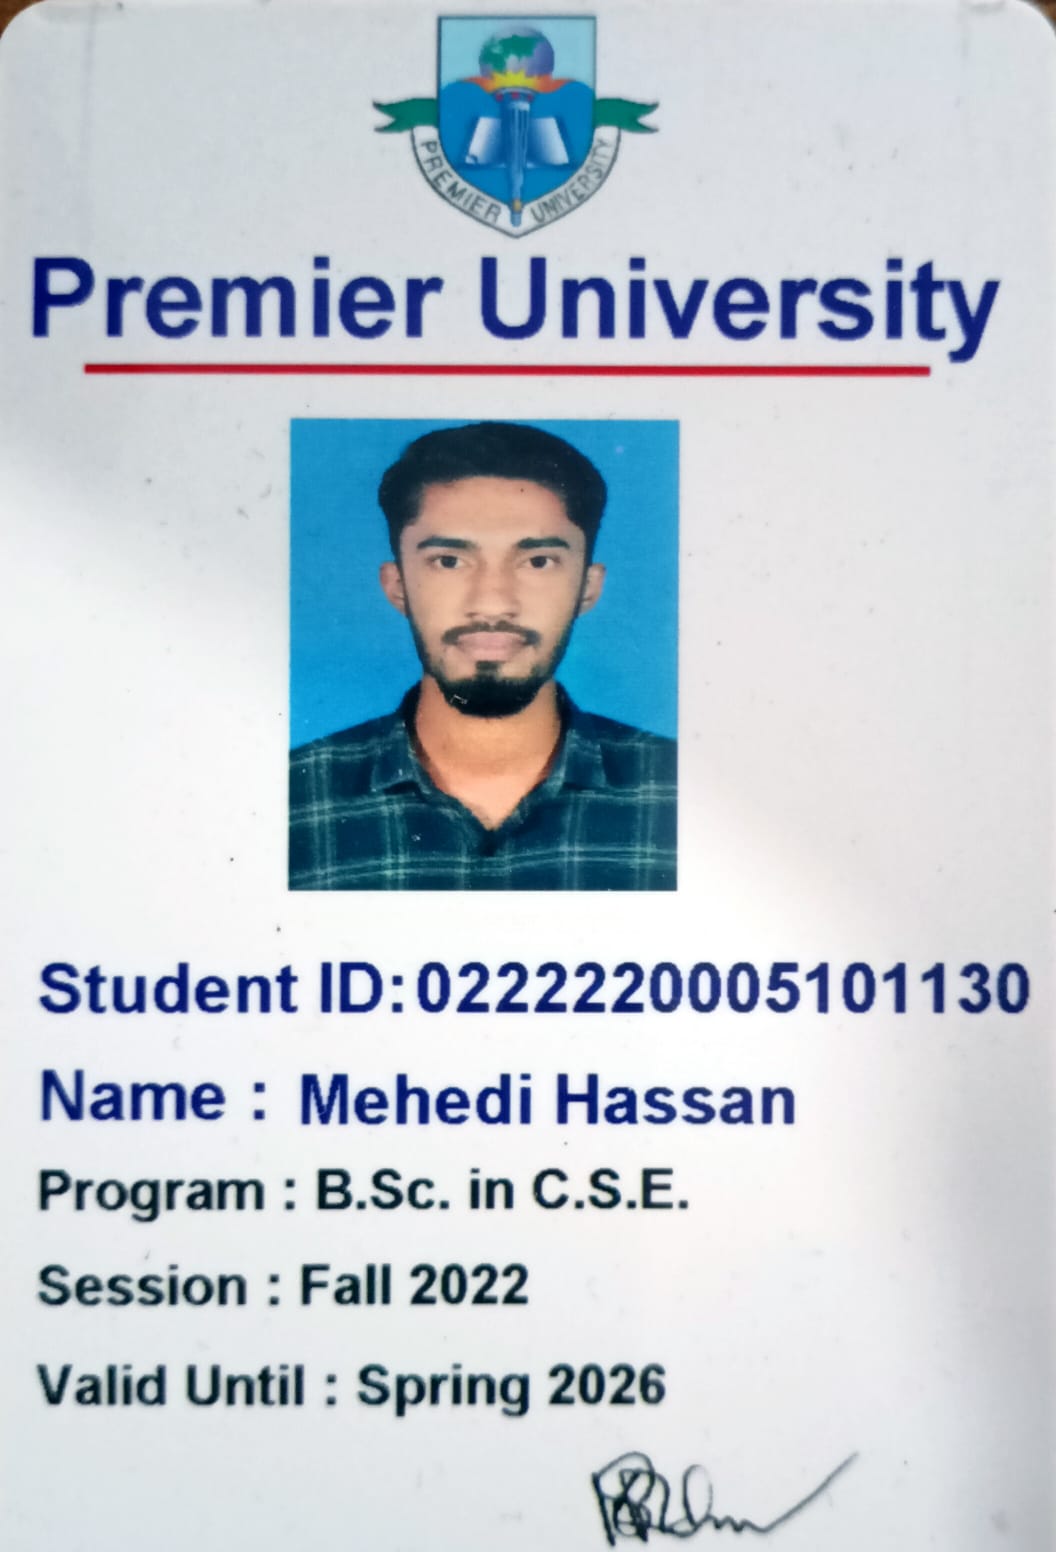 PREMIER UNIVERSITY
Premier University
Student ID:0222220005101130
Name : Mehedi Hassan
Program : B.Sc. in C.S.E.
Session : Fall 2022
Valid Until : Spring 2026